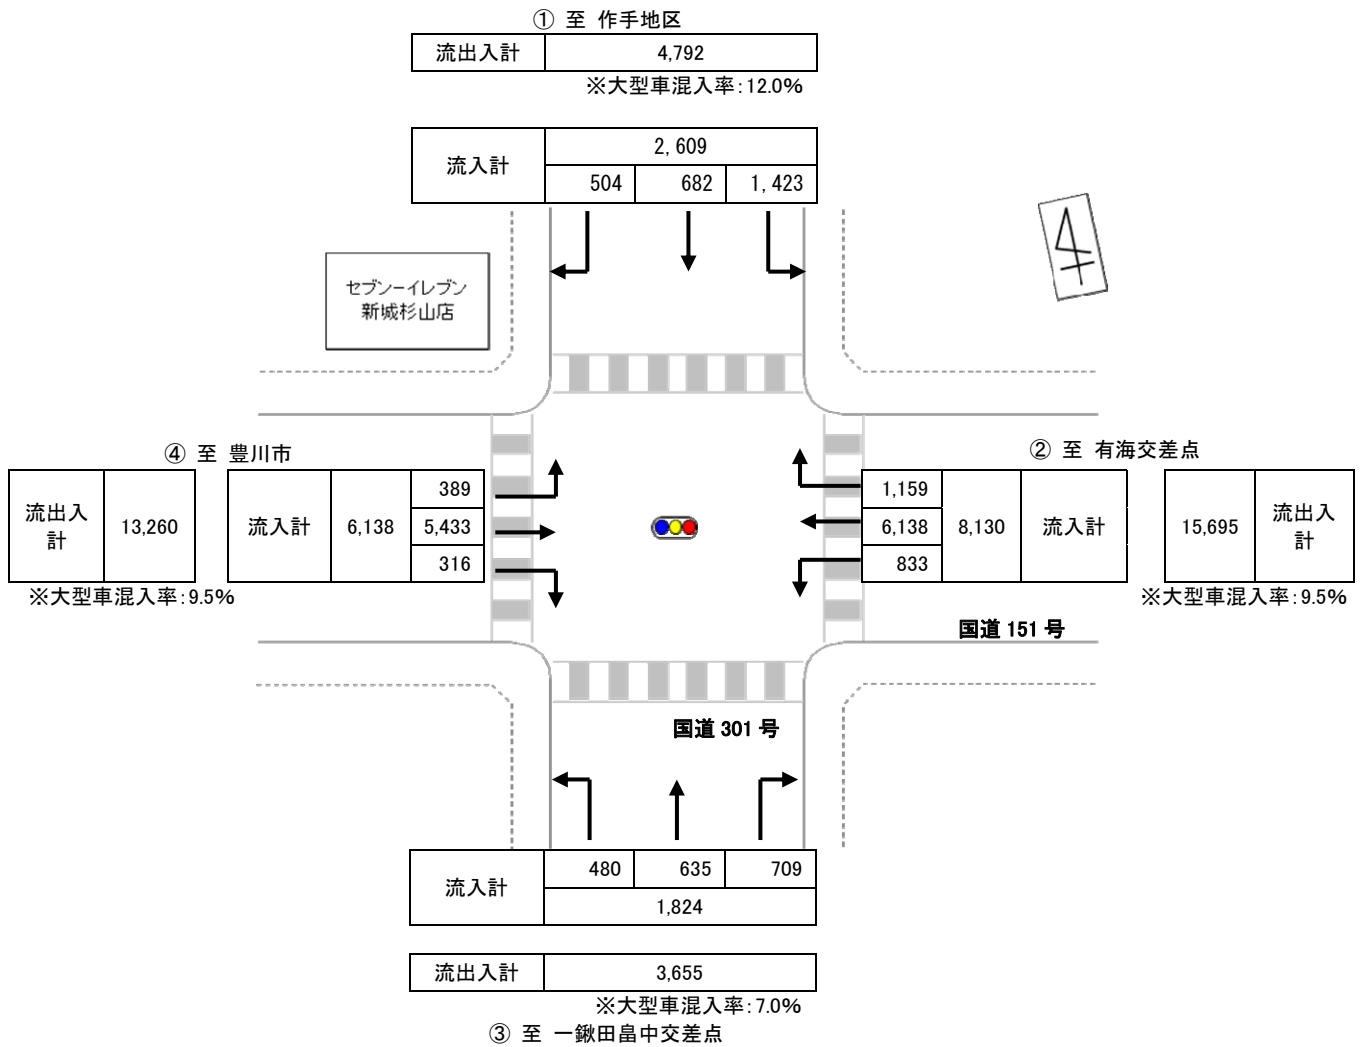 ① 至 作手地区
流出入計 4,792
※大型車混入率:12.0%
流入計 2,609
504 682 1,423
セブン-イレブン
新城杉山店
④ 至 豊川市
流出入
計
13,260
流入計 6,138
389
5,433
316
※大型車混入率:9.5%
② 至 有海交差点
1,159
6,138
833
8,130 流入計
15,695
流出入
計
※大型車混入率:9.5%
国道 151 号
国道 301 号
流入計
480 635 709
1,824
流出入計 3,655
※大型車混入率:7.0%
③ 至 一鍬田畠中交差点